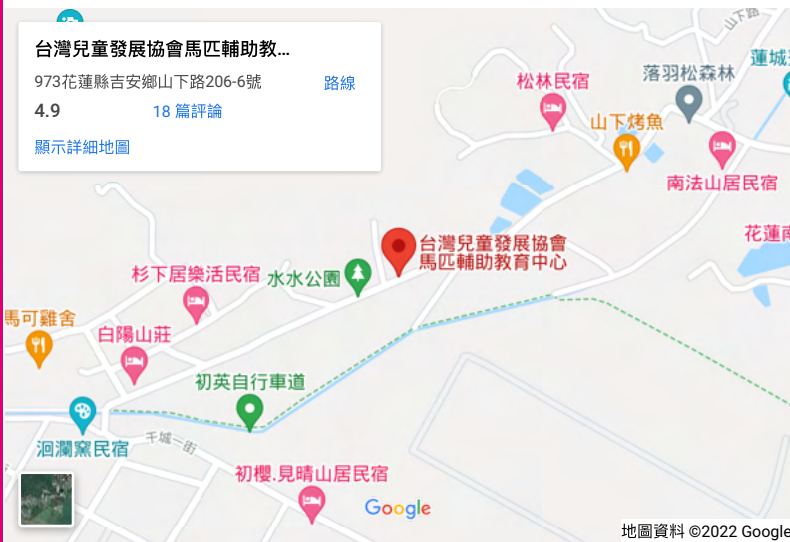 台灣兒童發展協會馬匹輔助教...
973花蓮縣吉安鄉山下路206-6號
路線
4.9
18 篇評論
顯示詳細地圖
山下路
蓮城
落羽松森林
松林民宿
山下烤魚
南法山居民宿
花蓮南
台灣兒童發展協會
馬匹輔助教育中心
杉下居樂活民宿
水水公園
馬可雞舍
白陽山莊
初英自行車道
洄瀾窯民宿
干城一街
初櫻.見晴山居民宿
Google
地圖資料 ©2022 Google